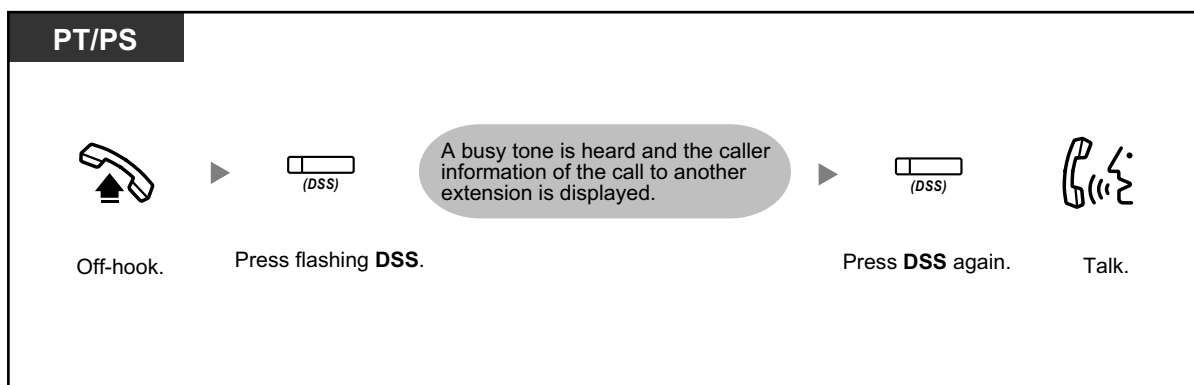 PT/PS
(DSS)
A busy tone is heard and the caller
information of the call to another
extension is displayed.
(DSS)
Off-hook.
Press flashing DSS.
Press DSS again.
Talk.